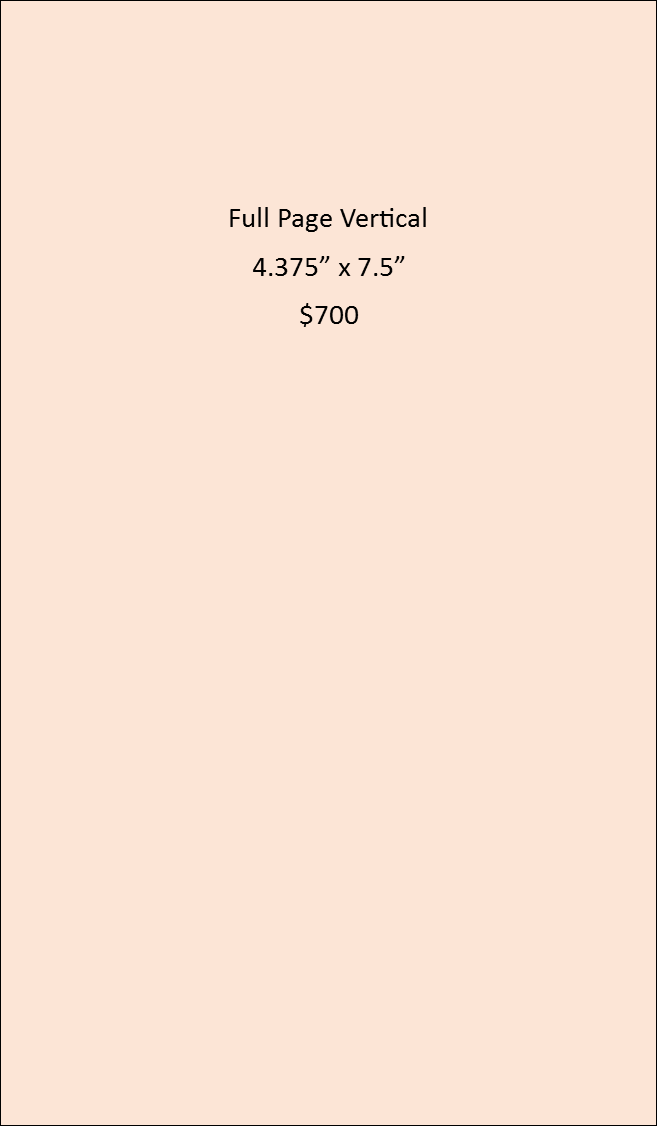 Full Page Vertical
4.375” x 7.5”
$700